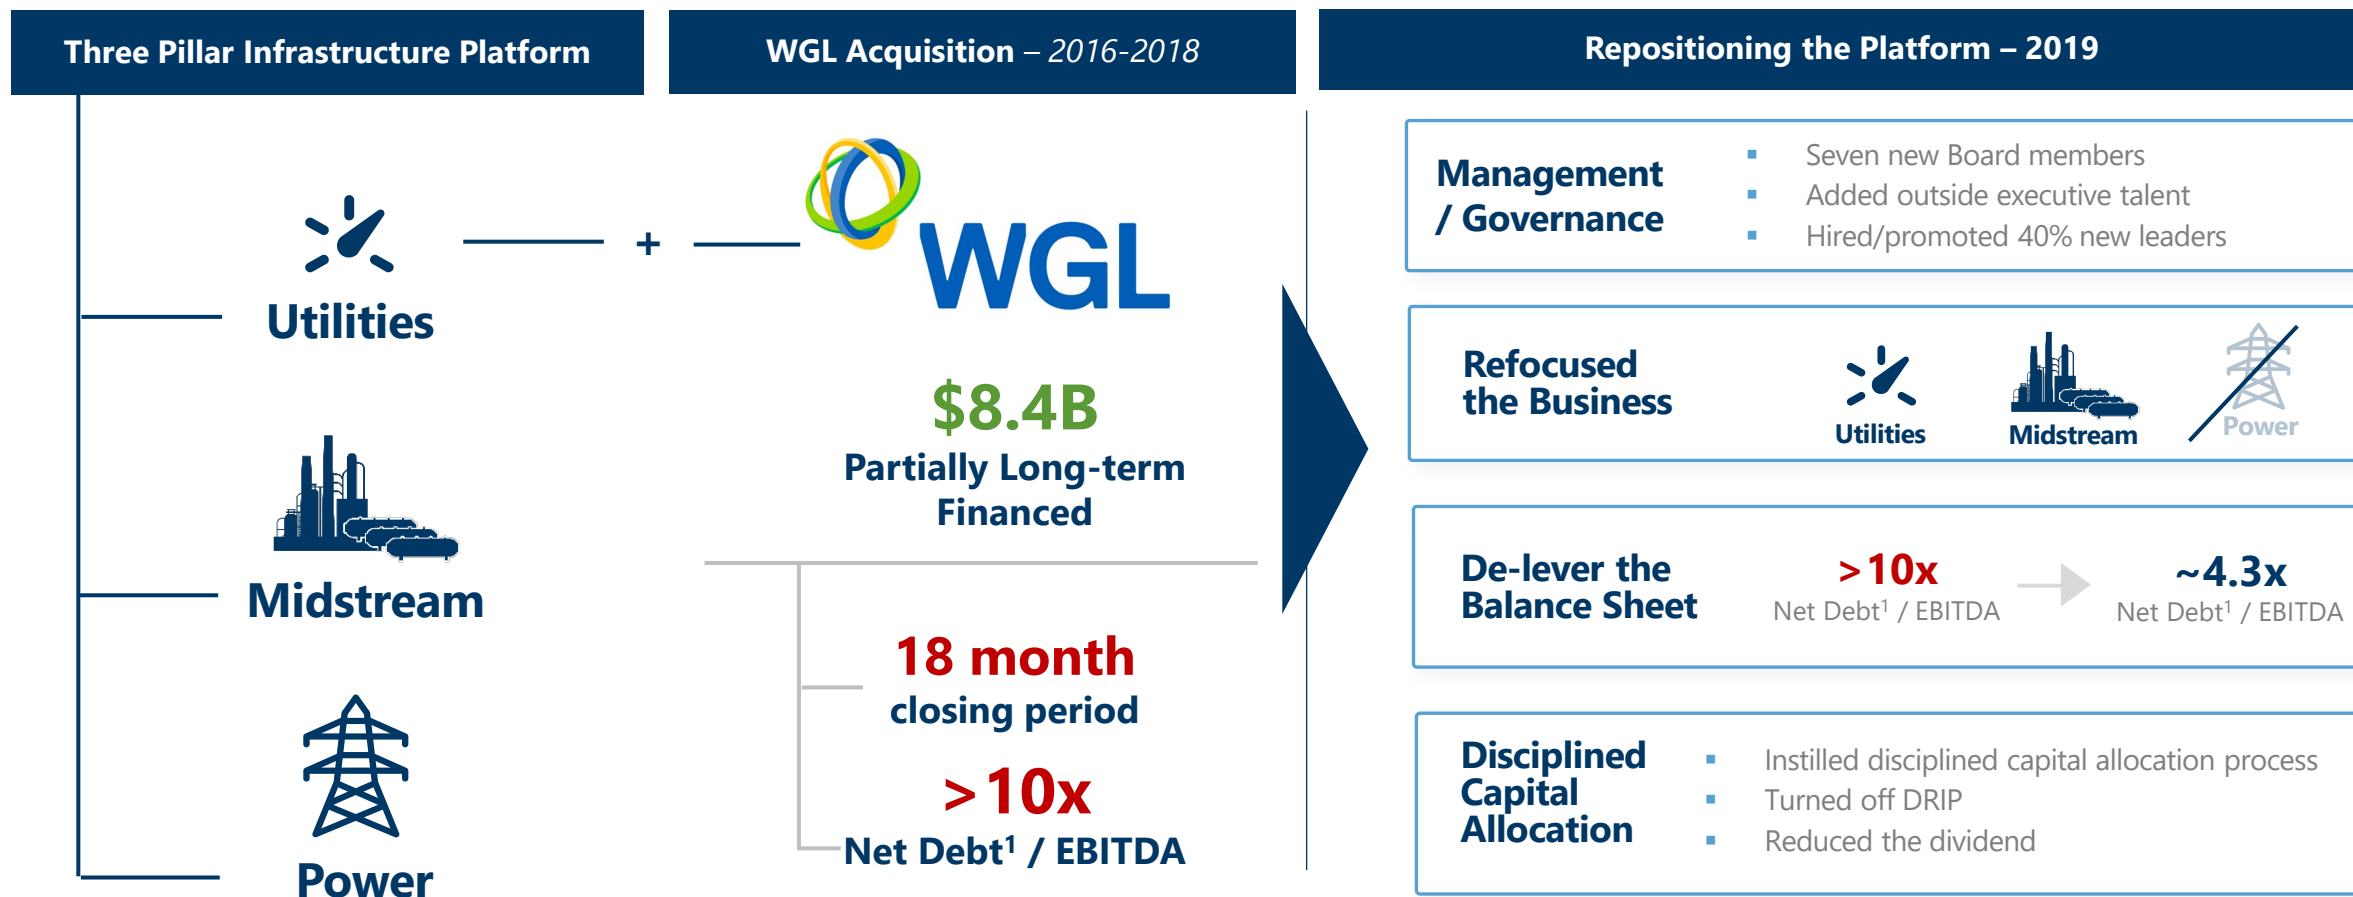 Three Pillar Infrastructure Platform
Utilities
Midstream
Power
WGL Acquisition – 2016-2018
+
WGL
$8.4B
Partially Long-term
Financed
18 month
closing period
>10x
Net Debt¹ / EBITDA
Repositioning the Platform – 2019
Management
/ Governance
▪ Seven new Board members
▪ Added outside executive talent
▪ Hired/promoted 40% new leaders
Refocused
the Business
Utilities
Midstream
Power
De-lever the
Balance Sheet
>10x
Net Debt¹ / EBITDA
~4.3x
Net Debt¹ / EBITDA
Disciplined
Capital
Allocation
▪ Instilled disciplined capital allocation process
▪ Turned off DRIP
▪ Reduced the dividend